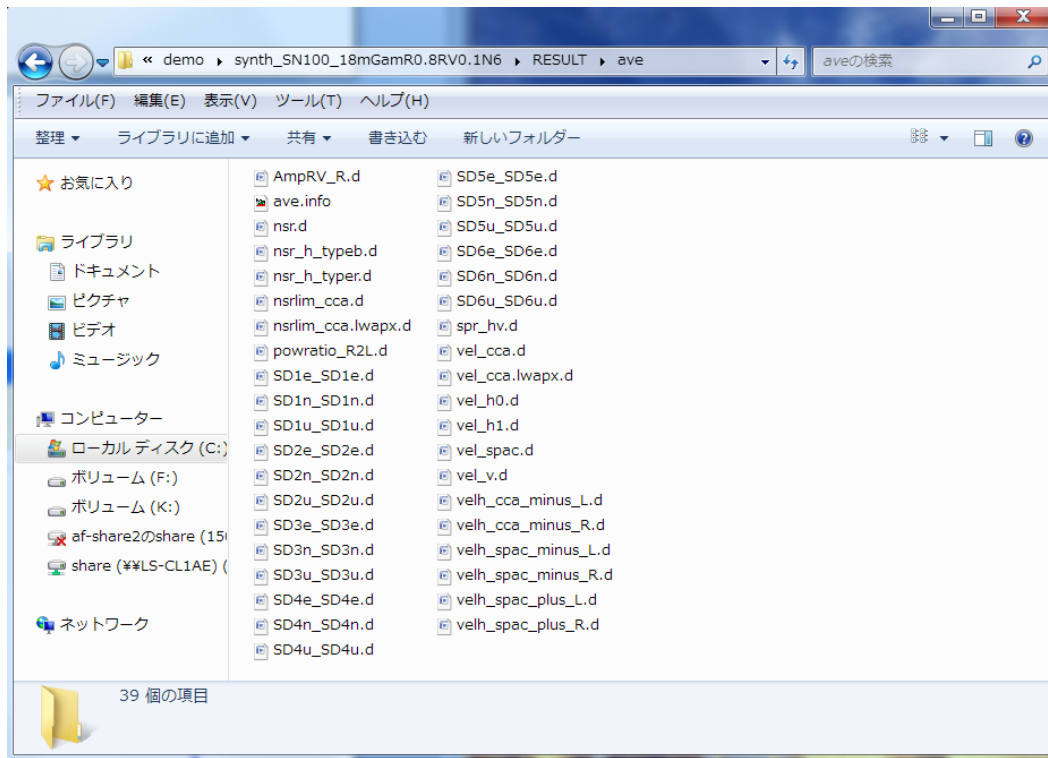 « demo synth_SN100_18mGamR0.8RV0.1N6 RESULT ave
aveの検索
ファイル(F) 編集(E) 表示(V) ツール(T) ヘルプ(H)
整理 ライブラリに追加 共有 書き込む 新しいフォルダー
お気に入り
ライブラリ
ドキュメント
ピクチャ
ビデオ
ミュージック
コンピューター
ローカル ディスク (C:)
ボリューム (F:)
ボリューム (K:)
af-share2のshare (15
share (¥¥LS-CL1AE) (
ネットワーク
AmpRV_R.d
ave.info
nsr.d
nsr_h_typeb.d
nsr_h_typer.d
nsrlim_cca.d
nsrlim_cca.lwapx.d
powratio_R2L.d
SD1e_SD1e.d
SD1n_SD1n.d
SD1u_SD1u.d
SD2e_SD2e.d
SD2n_SD2n.d
SD2u_SD2u.d
SD3e_SD3e.d
SD3n_SD3n.d
SD3u_SD3u.d
SD4e_SD4e.d
SD4n_SD4n.d
SD4u_SD4u.d
SD5e_SD5e.d
SD5n_SD5n.d
SD5u_SD5u.d
SD6e_SD6e.d
SD6n_SD6n.d
SD6u_SD6u.d
spr_hv.d
vel_cca.d
vel_cca.lwapx.d
vel_h0.d
vel_h1.d
vel_spac.d
vel_v.d
velh_cca_minus_L.d
velh_cca_minus_R.d
velh_spac_minus_L.d
velh_spac_minus_R.d
velh_spac_plus_L.d
velh_spac_plus_R.d
39 個の項目